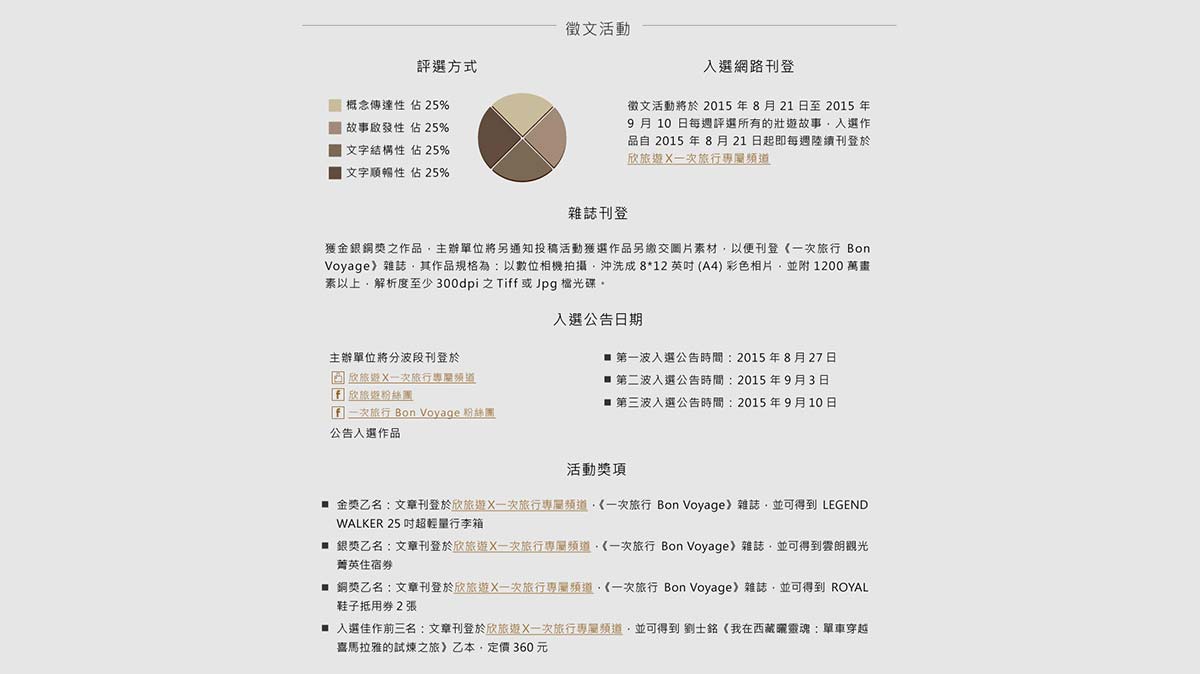 徵文活動
評選方式
概念傳達性 佔 25%
故事啟發性 佔 25%
文字結構性 佔 25%
文字順暢性 佔 25%
入選網路刊登
徵文活動將於 2015 年 8 月 21 日至 2015 年
9 月 10 日每週評選所有的壯遊故事，入選作
品自 2015 年 8 月 21 日起即每週陸續刊登於
欣旅遊X一次旅行專屬頻道
雜誌刊登
獲金銀銅獎之作品，主辦單位將另通知投稿活動獲選作品另繳交圖片素材，以便刊登《一次旅行 Bon
Voyage》雜誌，其作品規格為：以數位相機拍攝，沖洗成 8*12 英吋 (A4) 彩色相片，並附 1200 萬畫
素以上，解析度至少 300dpi 之 Tiff 或 Jpg 檔光碟。
入選公告日期
主辦單位將分波段刊登於
欣旅遊X一次旅行專屬頻道
f 欣旅遊粉絲團
f 一次旅行 Bon Voyage 粉絲團
公告入選作品
■ 第一波入選公告時間：2015 年 8 月 27 日
■ 第二波入選公告時間：2015 年 9 月 3 日
■ 第三波入選公告時間：2015 年 9 月 10 日
活動獎項
■ 金獎乙名：文章刊登於欣旅遊X一次旅行專屬頻道，《一次旅行 Bon Voyage》雜誌，並可得到 LEGEND
WALKER 25 吋超輕量行李箱
■ 銀獎乙名：文章刊登於欣旅遊X一次旅行專屬頻道，《一次旅行 Bon Voyage》雜誌，並可得到雲朗觀光
菁英住宿券
■ 銅獎乙名：文章刊登於欣旅遊X一次旅行專屬頻道，《一次旅行 Bon Voyage》雜誌，並可得到 ROYAL
鞋子抵用券 2 張
■ 入選佳作前三名：文章刊登於欣旅遊X一次旅行專屬頻道，並可得到 劉士銘《我在西藏曬靈魂：單車穿越
喜馬拉雅的試煉之旅》乙本，定價 360 元